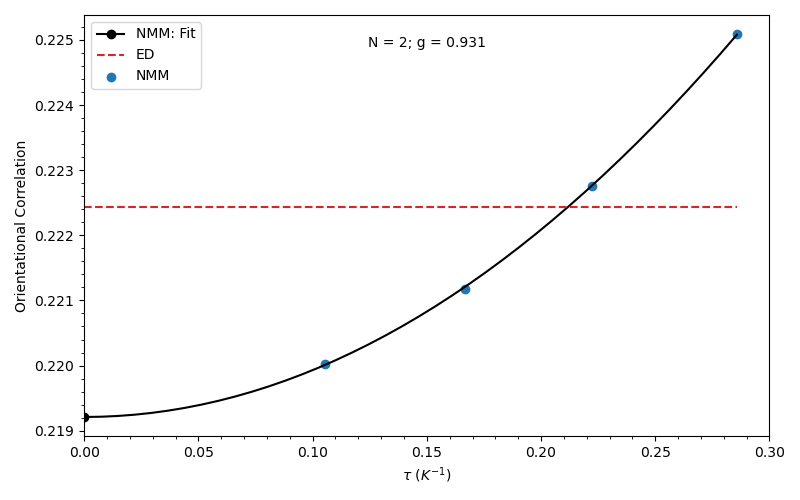 NMM: Fit
ED
NMM
N = 2; g = 0.931
Orientational Correlation
0.225
0.224
0.223
0.222
0.221
0.220
0.219
0.00 0.05 0.10 0.15 0.20 0.25 0.30
τ (K⁻¹)